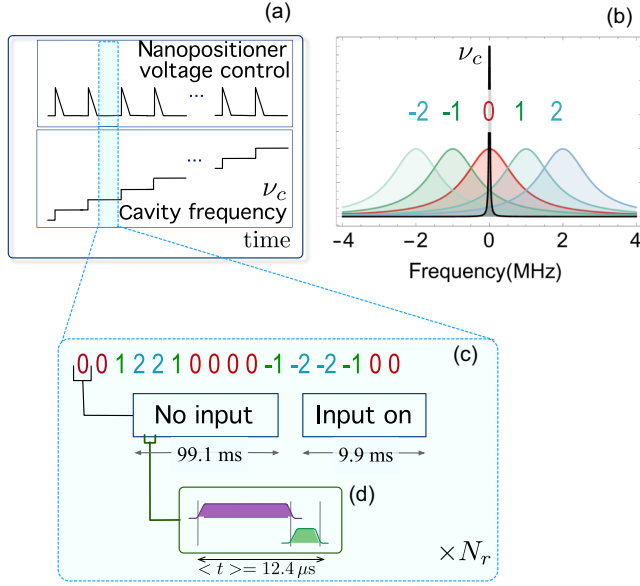 (a)
Nanopositioner
voltage control
...
...
ν_c
Cavity frequency
time
(b)
ν_c
-2 -1 0 1 2
-4 -2 0 2 4
Frequency(MHz)
(c)
0 0 1 2 2 1 0 0 0 0 -1 -2 -2 -1 0 0
No input Input on
99.1 ms 9.9 ms
(d)
< t >= 12.4 μs
×N_r